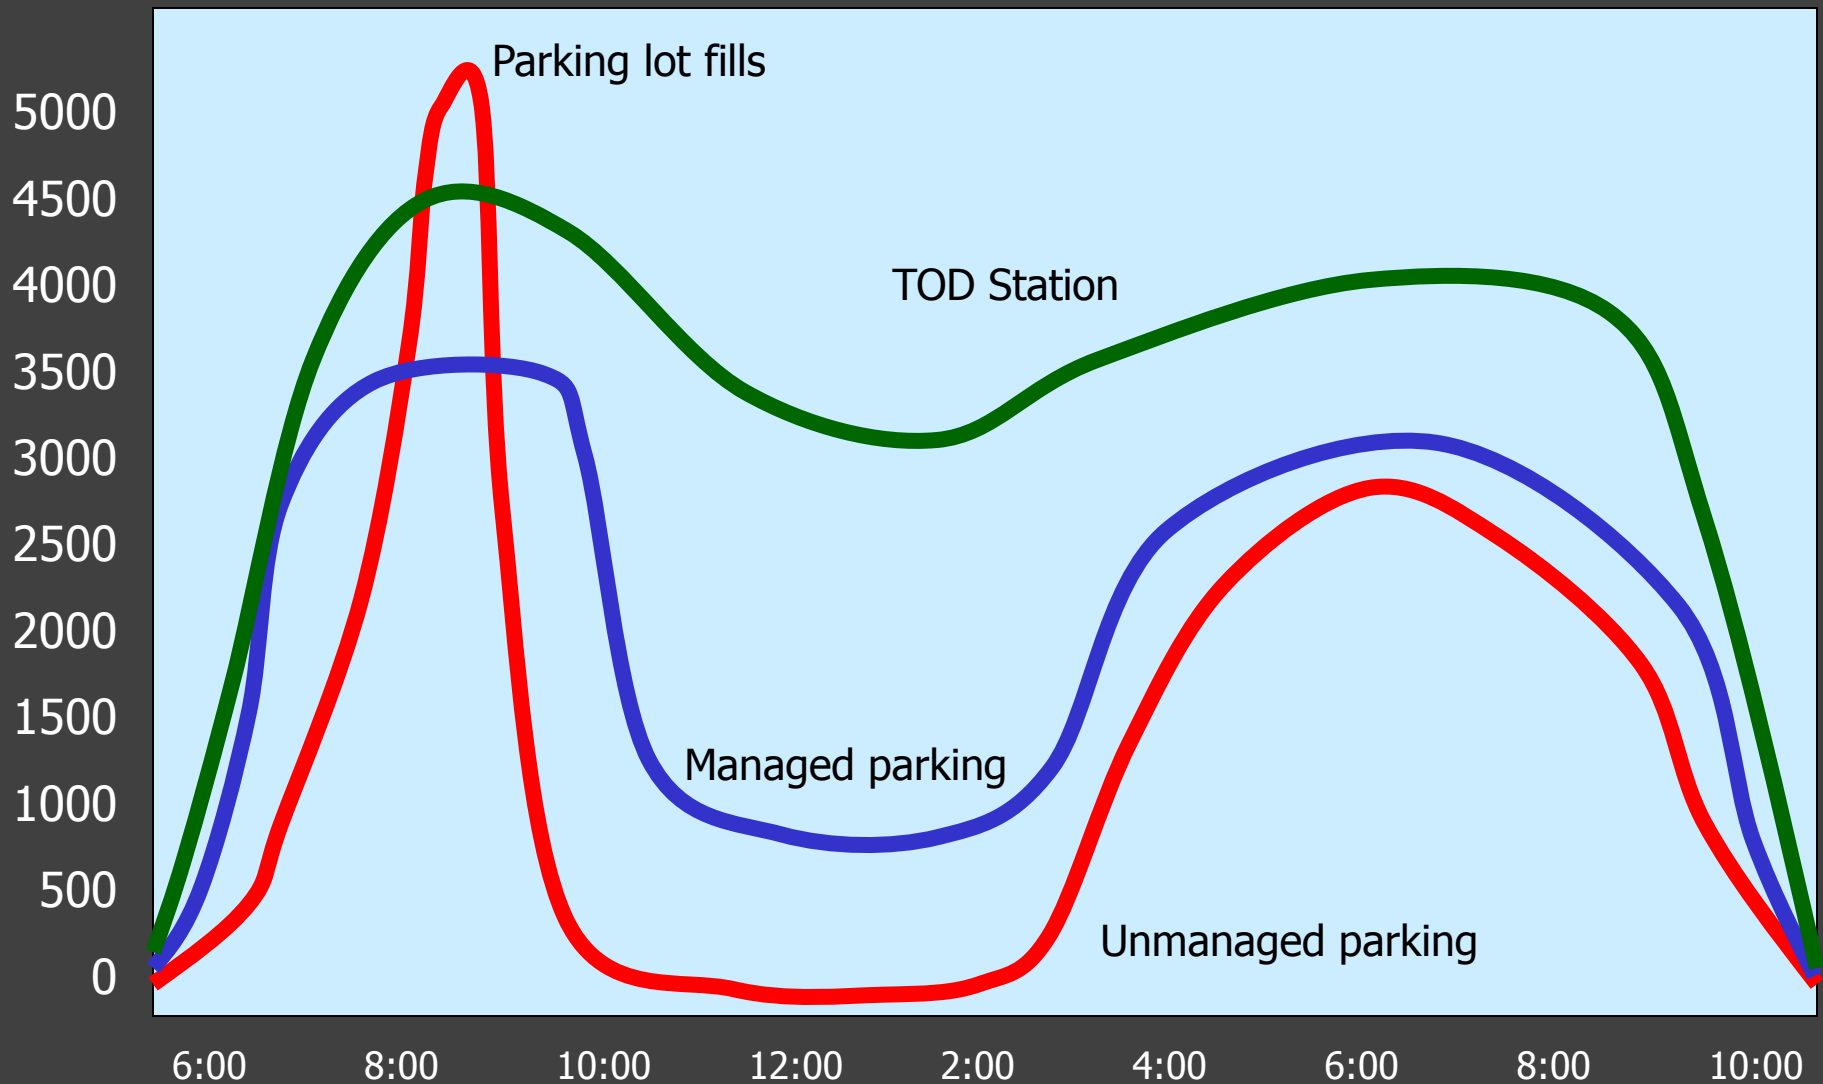 Parking lot fills
5000
4500
4000
TOD Station
3500
3000
2500
2000
1500
Managed parking
1000
Unmanaged parking
500
0
6:00 8:00 10:00 12:00 2:00 4:00 6:00 8:00 10:00